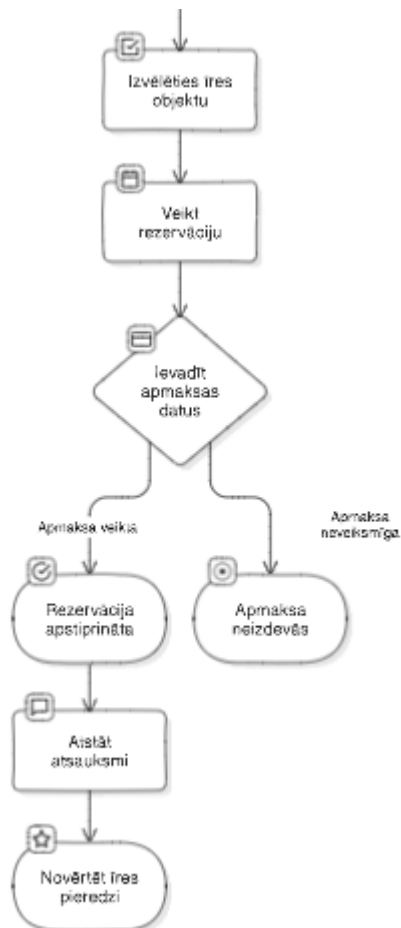 Izvēlēties īres
objektu
Veikt
rezervāciju
Ievadīt
apmaksas
datus
Apmaksa veikta
Apmaksa
neveiksmīga
Rezervācija
apstiprināta
Apmaksa
neizdevās
Atstāt
atsauksmi
Novērtēt īres
pieredzi